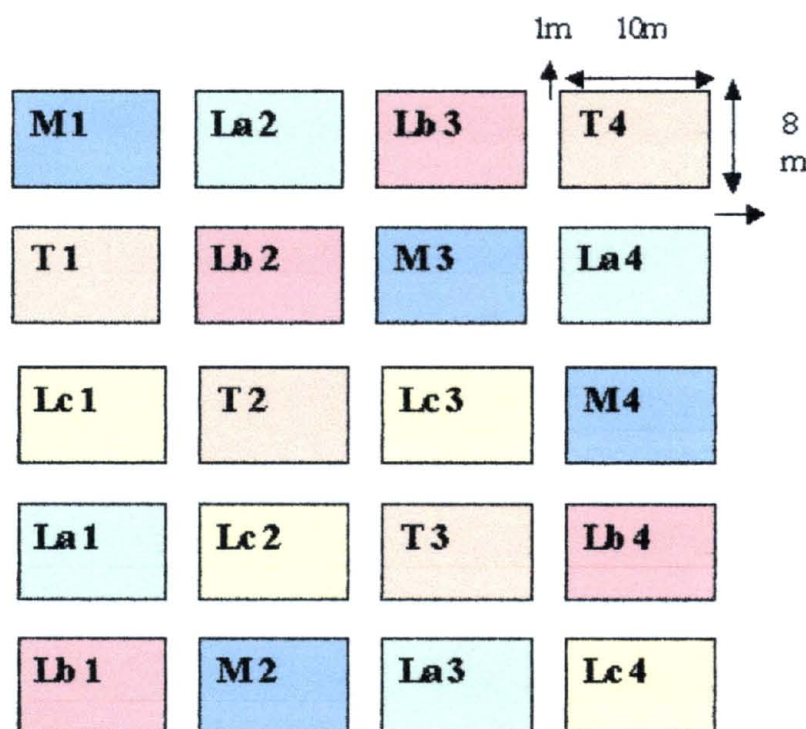 1m 10m
M1 La2 Lb3 T4 8
m
T1 Lb2 M3 La4
Lc1 T2 Lc3 M4
La1 Lc2 T3 Lb4
Lb1 M2 La3 Lc4